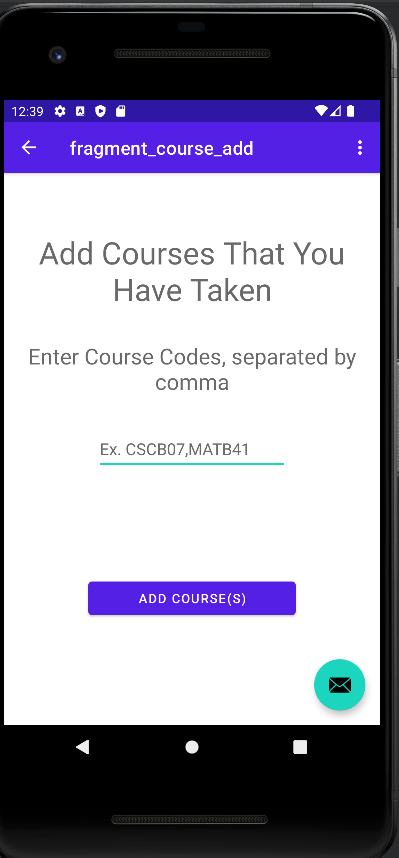 12:39
fragment_course_add
Add Courses That You
Have Taken
Enter Course Codes, separated by
comma
Ex. CSCB07,MATB41
ADD COURSE(S)